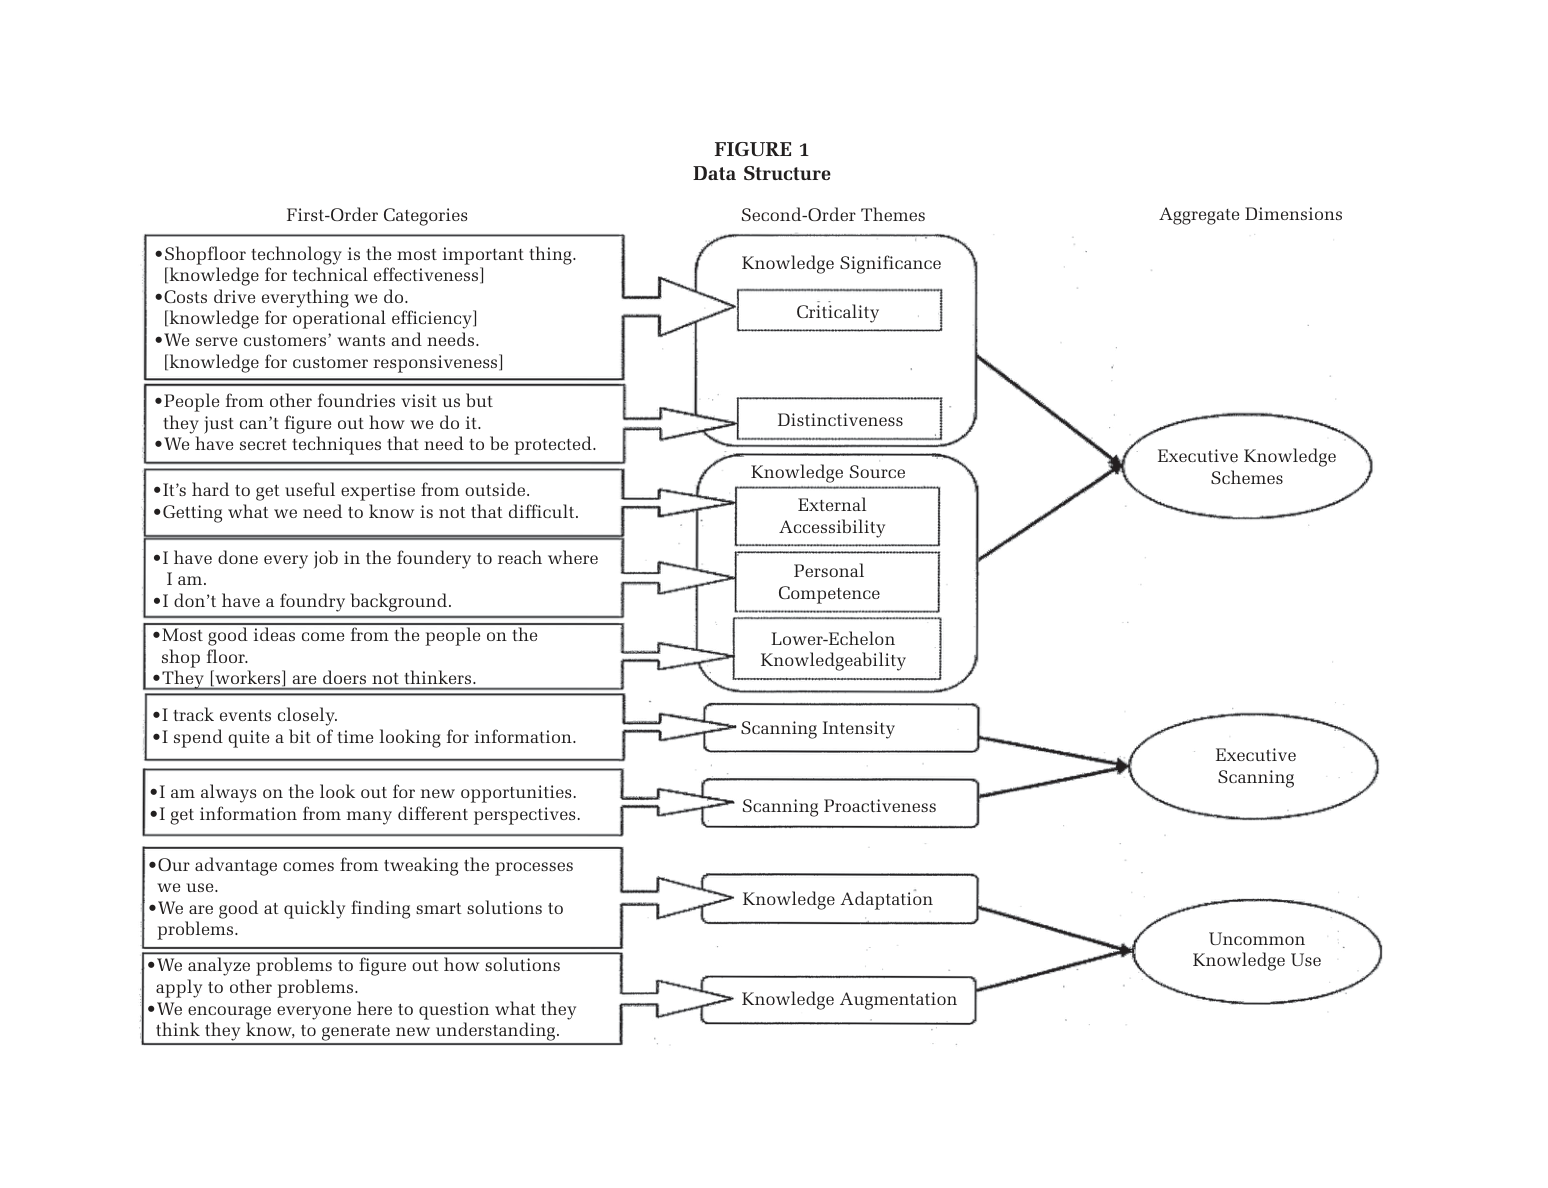 FIGURE 1
Data Structure
First-Order Categories
Second-Order Themes
Aggregate Dimensions
•Shopfloor technology is the most important thing.
[knowledge for technical effectiveness]
•Costs drive everything we do.
[knowledge for operational efficiency]
•We serve customers’ wants and needs.
[knowledge for customer responsiveness]
•People from other foundries visit us but
they just can’t figure out how we do it.
•We have secret techniques that need to be protected.
•It’s hard to get useful expertise from outside.
•Getting what we need to know is not that difficult.
•I have done every job in the foundery to reach where
I am.
•I don’t have a foundry background.
•Most good ideas come from the people on the
shop floor.
•They [workers] are doers not thinkers.
•I track events closely.
•I spend quite a bit of time looking for information.
•I am always on the look out for new opportunities.
•I get information from many different perspectives.
•Our advantage comes from tweaking the processes
we use.
•We are good at quickly finding smart solutions to
problems.
•We analyze problems to figure out how solutions
apply to other problems.
•We encourage everyone here to question what they
think they know, to generate new understanding.
Knowledge Significance
Criticality
Distinctiveness
Knowledge Source
External
Accessibility
Personal
Competence
Lower-Echelon
Knowledgeability
Scanning Intensity
Scanning Proactiveness
Knowledge Adaptation
Knowledge Augmentation
Executive Knowledge
Schemes
Executive
Scanning
Uncommon
Knowledge Use